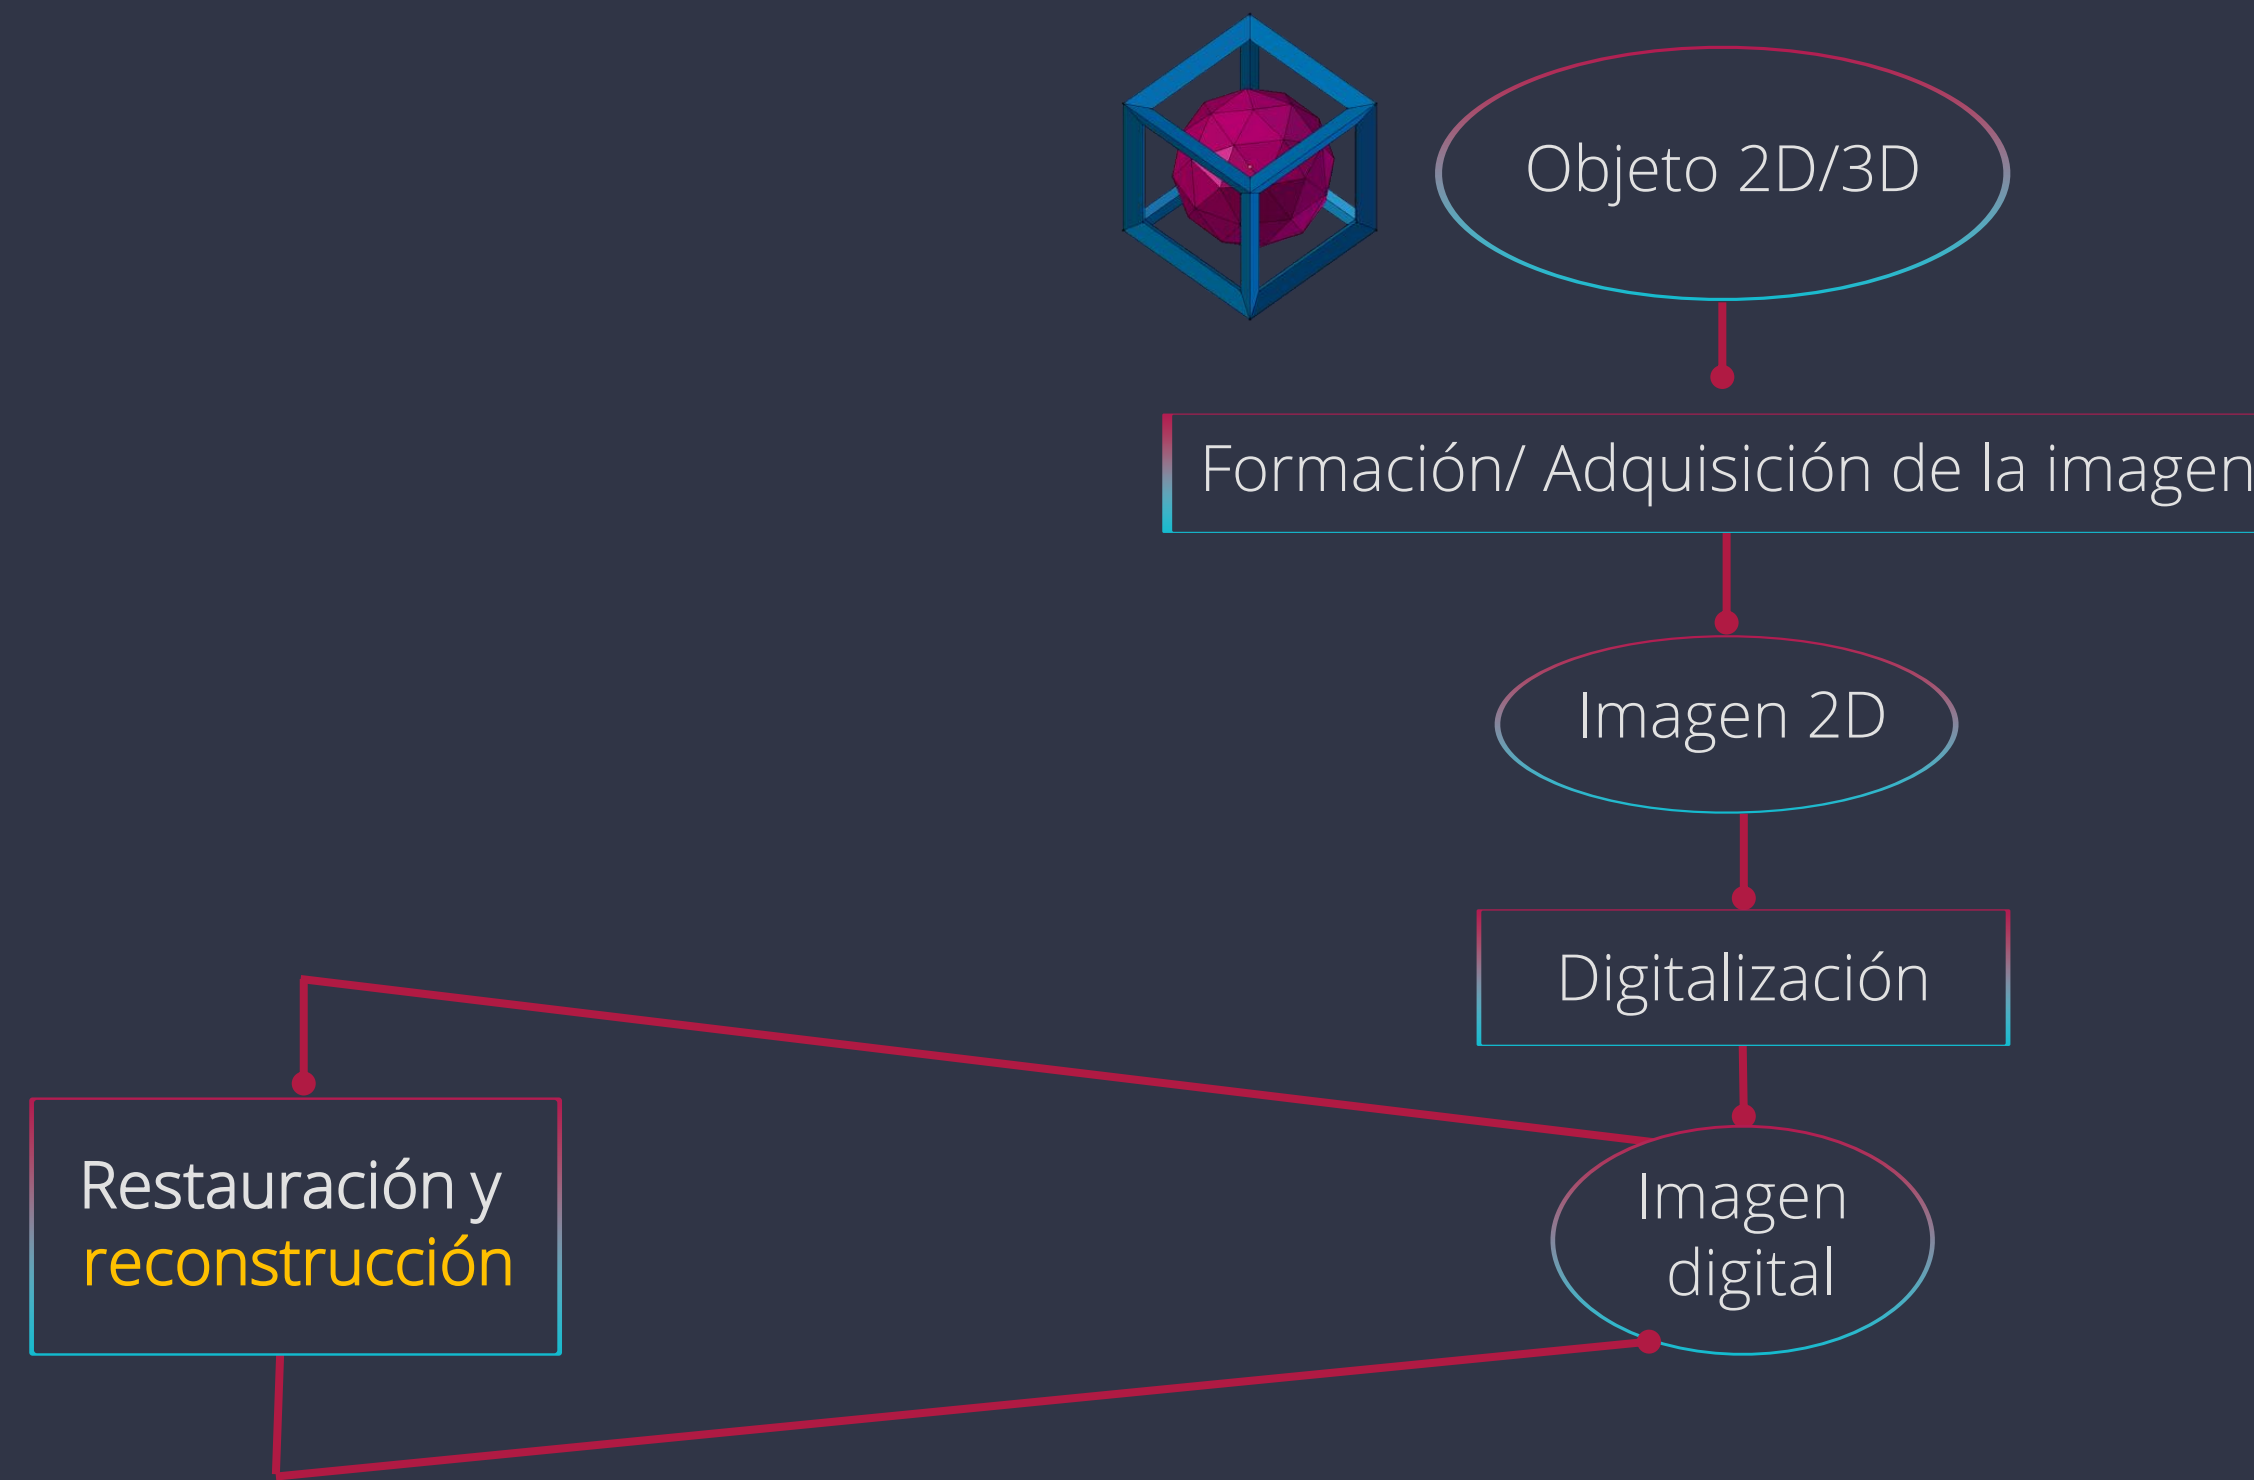 Objeto 2D/3D
Formación/ Adquisición de la imagen
Imagen 2D
Digitalización
Restauración y
reconstrucción
Imagen
digital